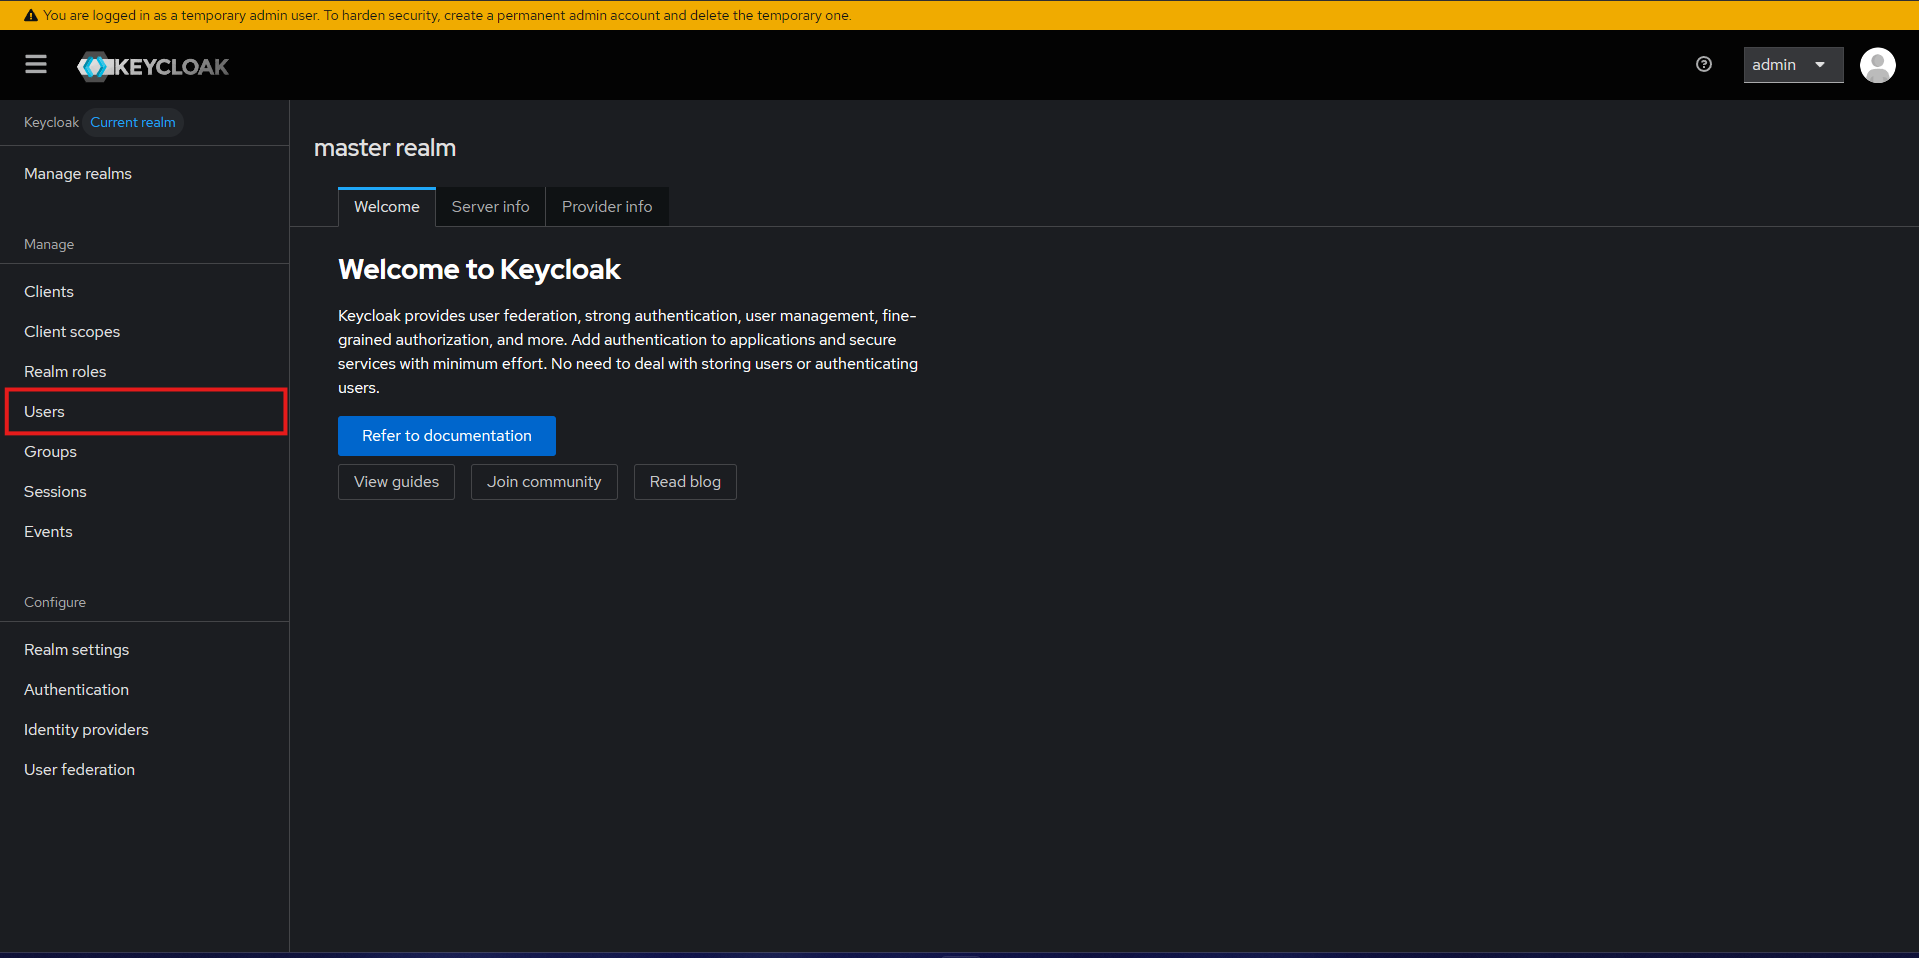 You are logged in as a temporary admin user. To harden security, create a permanent admin account and delete the temporary one.
KEYCLOAK
admin
Keycloak Current realm
Manage realms
Manage
Clients
Client scopes
Realm roles
Users
Groups
Sessions
Events
Configure
Realm settings
Authentication
Identity providers
User federation
master realm
Welcome Server info Provider info
Welcome to Keycloak
Keycloak provides user federation, strong authentication, user management, fine-
grained authorization, and more. Add authentication to applications and secure
services with minimum effort. No need to deal with storing users or authenticating
users.
Refer to documentation
View guides Join community Read blog